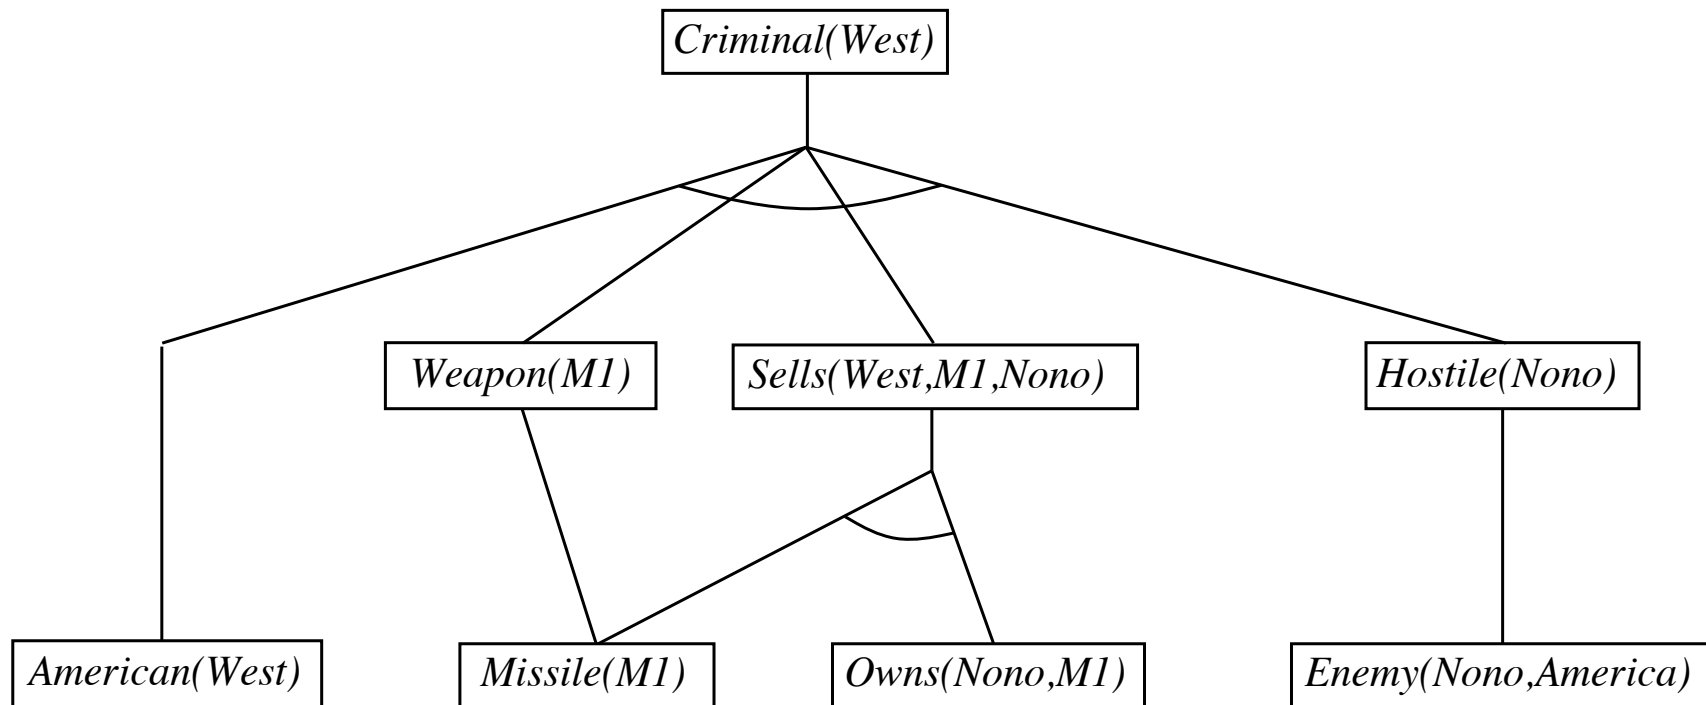 Criminal(West)
Weapon(M1)
Sells(West,M1,Nono)
Hostile(Nono)
American(West)
Missile(M1)
Owns(Nono,M1)
Enemy(Nono,America)